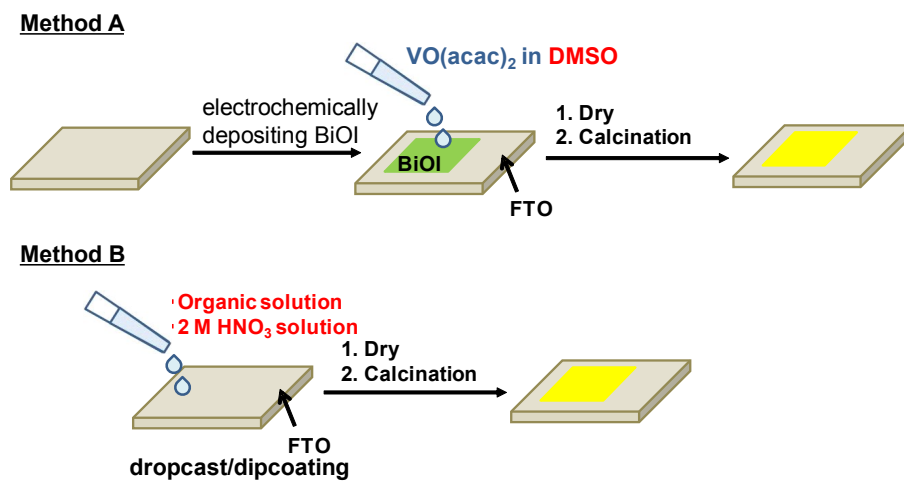 Method A
VO(acac)₂ in DMSO
electrochemically
depositing BiOI
1. Dry
2. Calcination
BiOI
FTO
Method B
· Organic solution
· 2 M HNO₃ solution
1. Dry
2. Calcination
FTO
dropcast/dipcoating